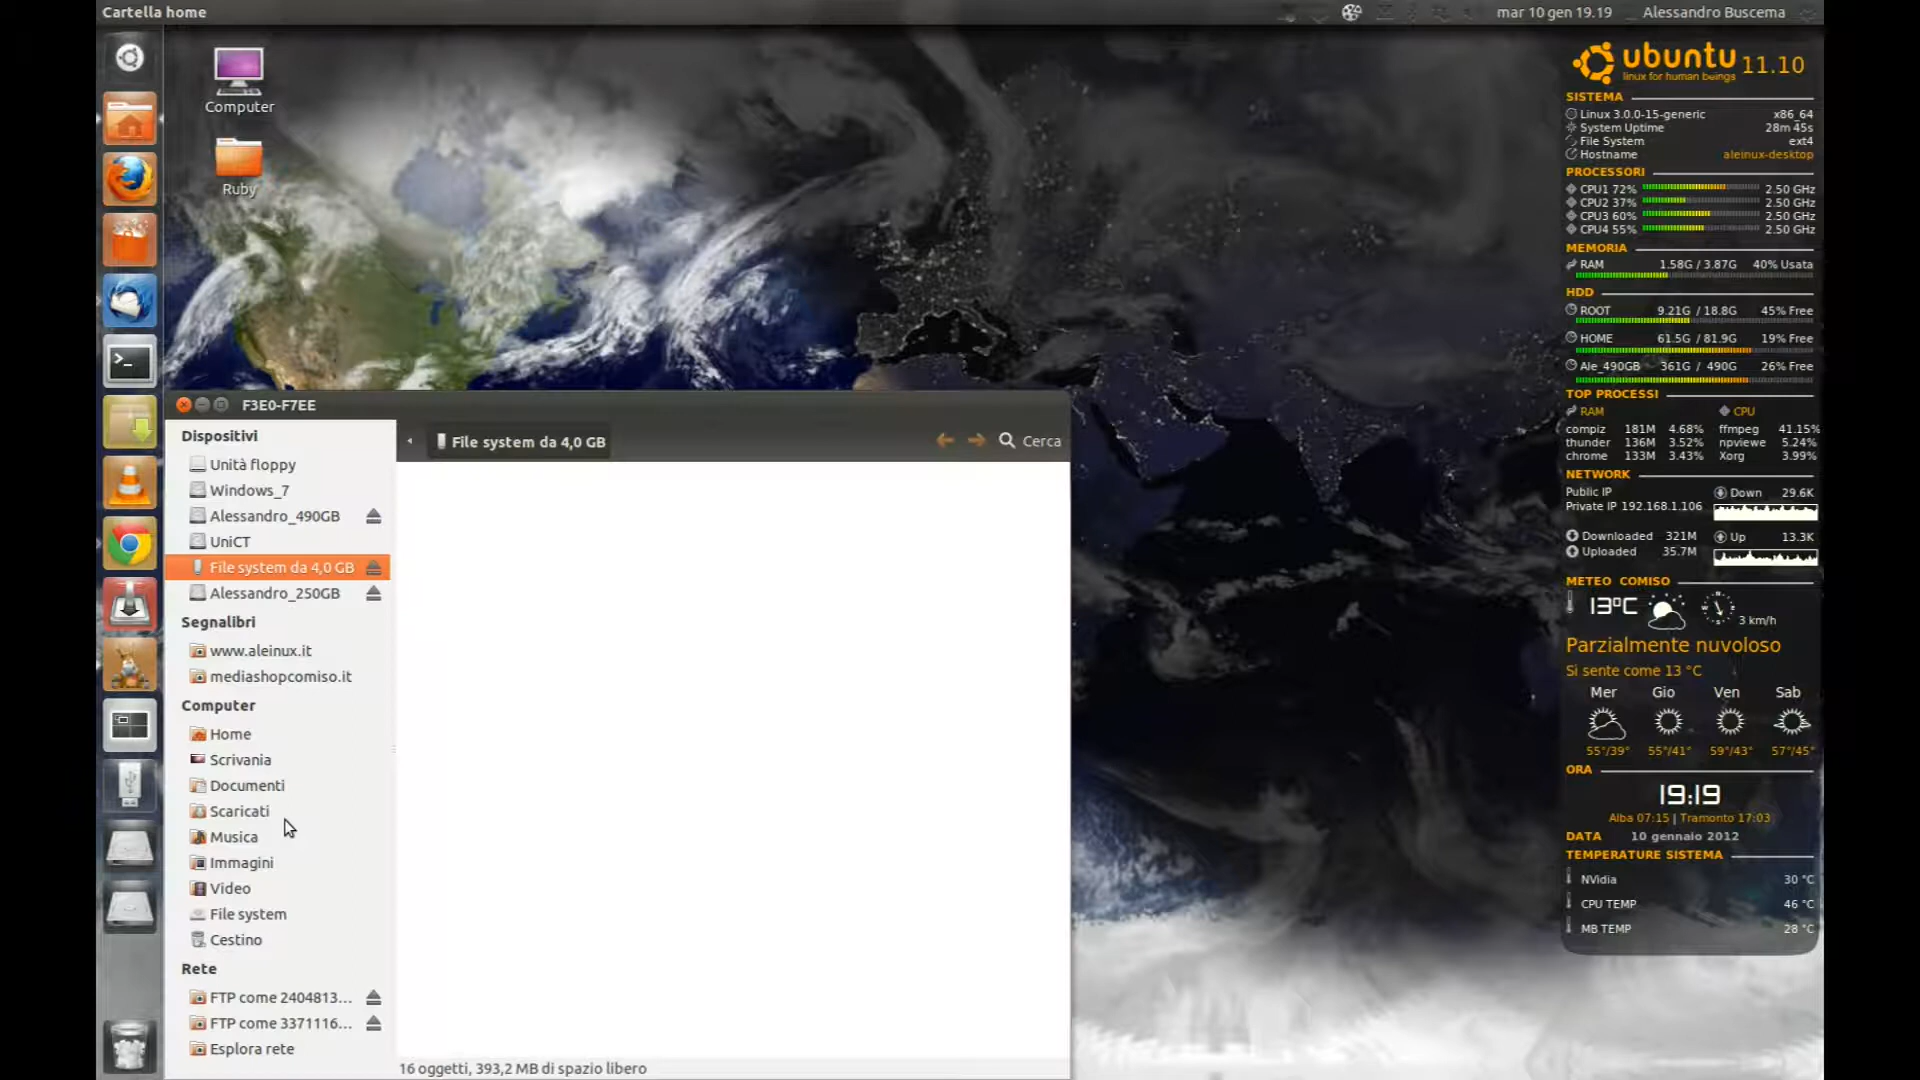 Cartella home
mar 10 gen 19.19
Alessandro Buscema
Computer
Ruby
F3E0-F7EE
Dispositivi
File system da 4,0 GB
Cerca
Unità floppy
Windows_7
Alessandro_490GB
UniCT
File system da 4,0 GB
Alessandro_250GB
Segnalibri
www.aleinux.it
mediashopcomiso.it
Computer
Home
Scrivania
Documenti
Scaricati
Musica
Immagini
Video
File system
Cestino
Rete
FTP come 2404813...
FTP come 3371116...
Esplora rete
16 oggetti, 393,2 MB di spazio libero
ubuntu 11.10
linux for human beings
SISTEMA
Linux 3.0.0-15-generic x86_64
System Uptime 28m 45s
File System ext4
Hostname aleinux-desktop
PROCESSORI
CPU1 72% 2.50 GHz
CPU2 37% 2.50 GHz
CPU3 60% 2.50 GHz
CPU4 55% 2.50 GHz
MEMORIA
RAM 1.58G / 3.87G 40% Usata
HDD
ROOT 9.21G / 18.8G 45% Free
HOME 61.5G / 81.9G 19% Free
Ale_490GB 361G / 490G 26% Free
TOP PROCESSI
RAM CPU
compiz 181M 4.68% ffmpeg 41.15%
thunder 136M 3.52% npviewe 5.24%
chrome 133M 3.43% Xorg 3.99%
NETWORK
Public IP Down 29.6K
Private IP 192.168.1.106
Downloaded 321M Up 13.3K
Uploaded 35.7M
METEO COMISO
13°C
3 km/h
Parzialmente nuvoloso
Si sente come 13 °C
Mer Gio Ven Sab
55°/39° 55°/41° 59°/43° 57°/45°
ORA
19:19
Alba 07:15 | Tramonto 17:03
DATA 10 gennaio 2012
TEMPERATURE SISTEMA
NVidia 30 °C
CPU TEMP 46 °C
MB TEMP 28 °C